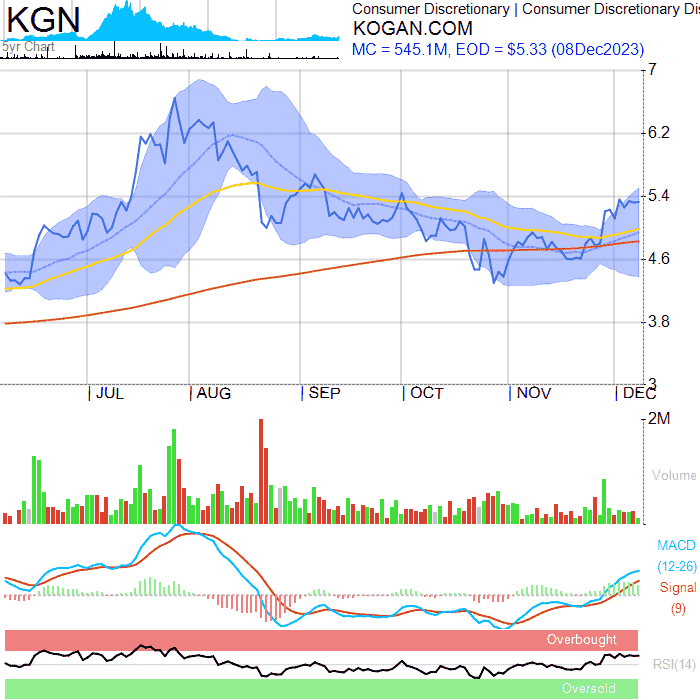 KGN
5yr Chart
Consumer Discretionary | Consumer Discretionary Dis
KOGAN.COM
MC = 545.1M, EOD = $5.33 (08Dec2023)
7
6.2
5.4
4.6
3.8
3
| JUL | AUG | SEP | OCT | NOV | DEC
2M
Volume
MACD
(12-26)
Signal
(9)
Overbought
RSI(14)
Oversold